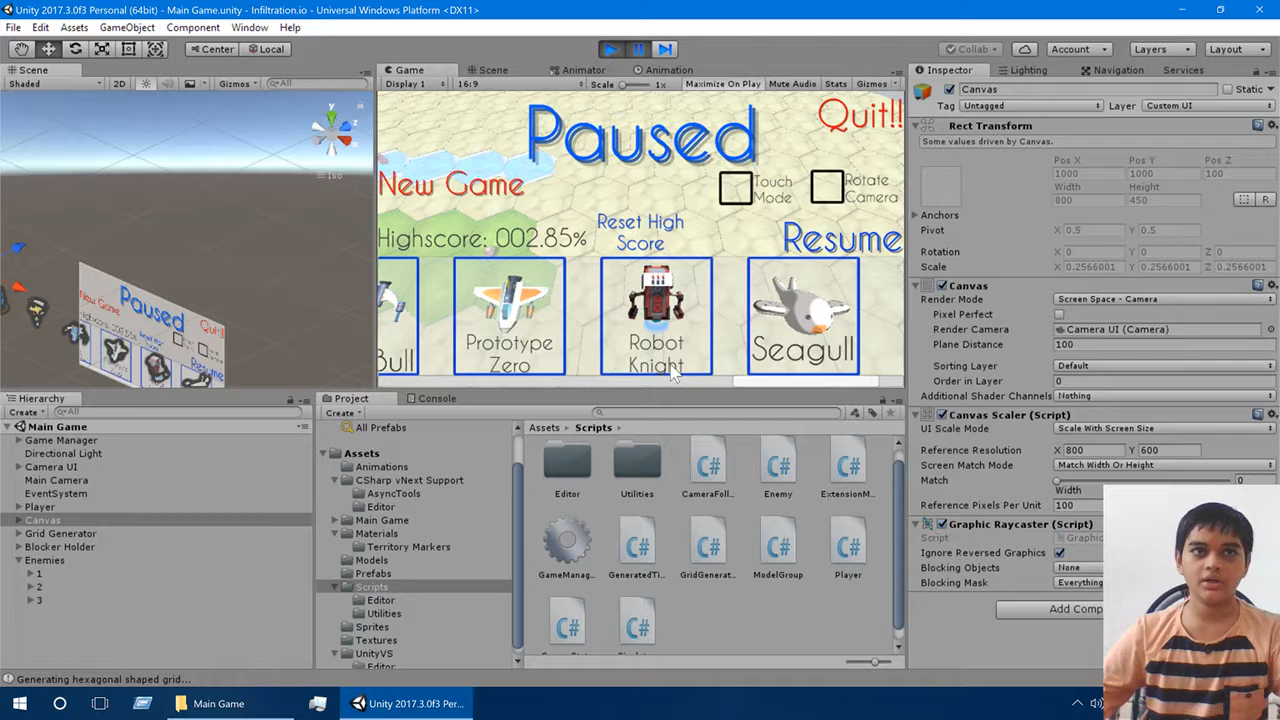 Unity 2017.3.0f3 Personal (64bit) - Main Game.unity - Infiltration.io - Universal Windows Platform <DX11>
File Edit Assets GameObject Component Window Help
Center Local
Collab Account Layers Layout
Scene
Shaded 2D Gizmos All
y
z
Iso
Paused
Quit!!
New Game
Resume
Game Scene Animator Animation
Display 1 16:9 Scale 1x Maximize On Play Mute Audio Stats Gizmos
Paused
Quit!!
New Game
Touch Mode
Rotate Camera
Highscore: 002.85%
Reset High Score
Resume
Bull
Prototype Zero
Robot Knight
Seagull
Hierarchy
Create All
Main Game
Game Manager
Directional Light
Camera UI
Main Camera
EventSystem
Player
Canvas
Grid Generator
Blocker Holder
Enemies
1
2
3
Project Console
Create
All Prefabs
Assets
Animations
CSharp vNext Support
AsyncTools
Editor
Main Game
Materials
Territory Markers
Models
Prefabs
Scripts
Editor
Utilities
Sprites
Textures
UnityVS
Editor
Assets Scripts
Editor Utilities CameraFoll... Enemy ExtensionM...
GameManag... GeneratedTi... GridGenerat... ModelGroup Player
Inspector Lighting Navigation Services
Canvas Static
Tag Untagged Layer Custom UI
Rect Transform
Some values driven by Canvas.
Pos X Pos Y Pos Z
1000 1000 100
Width Height
800 450
R
Anchors
Pivot X 0.5 Y 0.5
Rotation X 0 Y 0 Z 0
Scale X 0.2566001 Y 0.2566001 Z 0.2566001
Canvas
Render Mode Screen Space - Camera
Pixel Perfect
Render Camera Camera UI (Camera)
Plane Distance 100
Sorting Layer Default
Order in Layer 0
Additional Shader Channels Nothing
Canvas Scaler (Script)
UI Scale Mode Scale With Screen Size
Reference Resolution X 800 Y 600
Screen Match Mode Match Width Or Height
Match 0
Width
Reference Pixels Per Unit 100
Graphic Raycaster (Script)
Script Graphic
Ignore Reversed Graphics
Blocking Objects None
Blocking Mask Everything
Add Comp
Generating hexagonal shaped grid...
Main Game Unity 2017.3.0f3 Per...